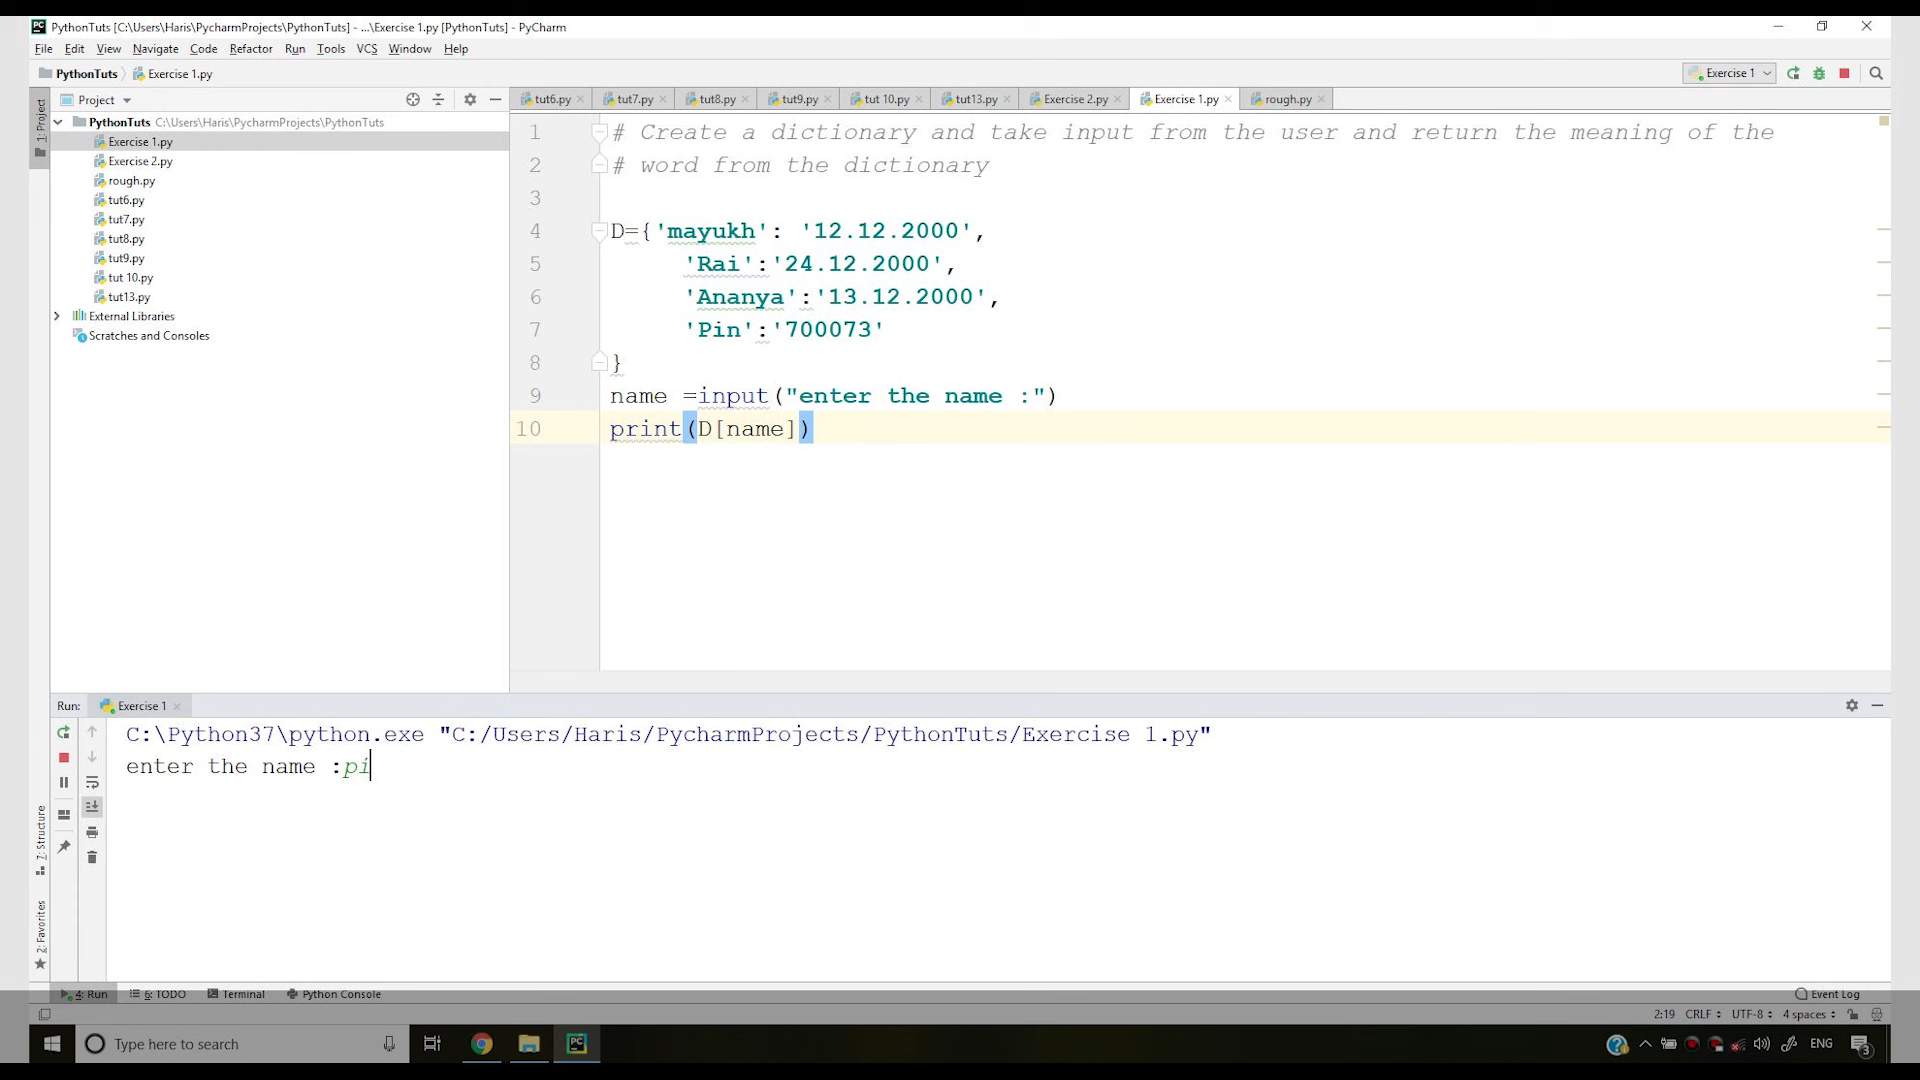 PythonTuts [C:\Users\Haris\PycharmProjects\PythonTuts] - ...\Exercise 1.py [PythonTuts] - PyCharm
File Edit View Navigate Code Refactor Run Tools VCS Window Help
PythonTuts Exercise 1.py Exercise 1
1: Project
Project
tut6.py tut7.py tut8.py tut9.py tut 10.py tut13.py Exercise 2.py Exercise 1.py rough.py
PythonTuts C:\Users\Haris\PycharmProjects\PythonTuts
Exercise 1.py
Exercise 2.py
rough.py
tut6.py
tut7.py
tut8.py
tut9.py
tut 10.py
tut13.py
External Libraries
Scratches and Consoles
1 # Create a dictionary and take input from the user and return the meaning of the
2 # word from the dictionary
3
4 D={'mayukh': '12.12.2000',
5 'Rai':'24.12.2000',
6 'Ananya':'13.12.2000',
7 'Pin':'700073'
8 }
9 name =input("enter the name :")
10 print(D[name])
Run: Exercise 1
C:\Python37\python.exe "C:/Users/Haris/PycharmProjects/PythonTuts/Exercise 1.py"
enter the name :pi
7: Structure
2: Favorites
4: Run 6: TODO Terminal Python Console Event Log
2:19 CRLF UTF-8 4 spaces
Type here to search ENG 3